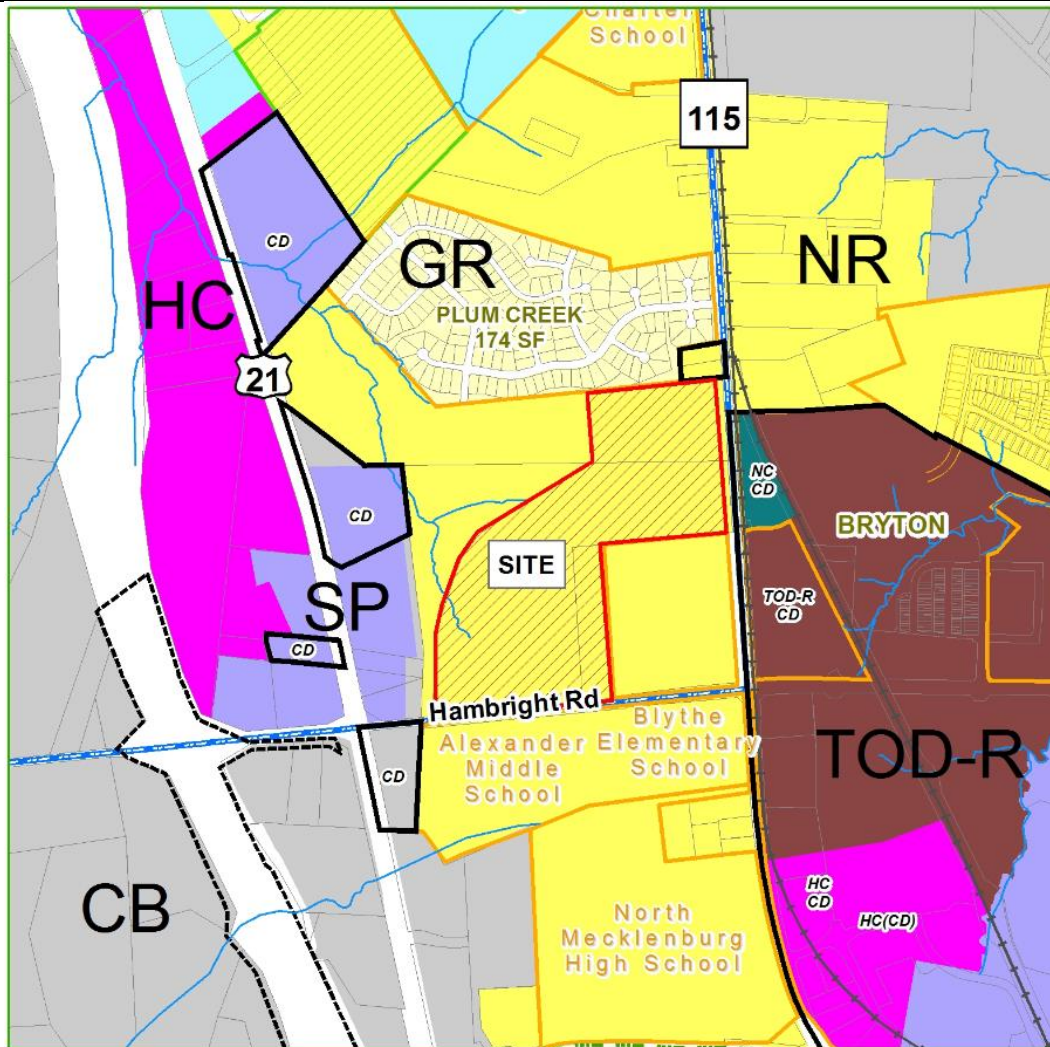 Charter
School
115
CD
GR
NR
HC
PLUM CREEK
174 SF
21
NC
CD
CD
BRYTON
SITE
TOD-R
CD
SP
CD
Hambright Rd
Alexander
Middle
School
Blythe
Elementary
School
TOD-R
CD
CB
HC
CD
HC(CD)
North
Mecklenburg
High School